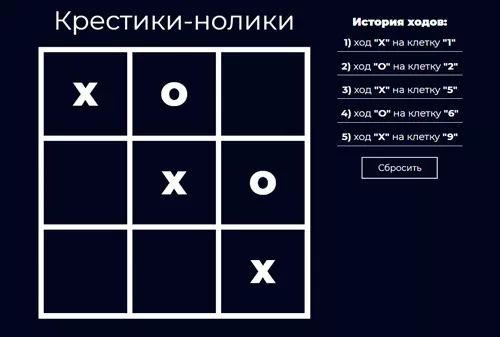 Крестики-нолики
X O
X O
X
История ходов:
1) ход "X" на клетку "1"
2) ход "O" на клетку "2"
3) ход "X" на клетку "5"
4) ход "O" на клетку "6"
5) ход "X" на клетку "9"
Сбросить